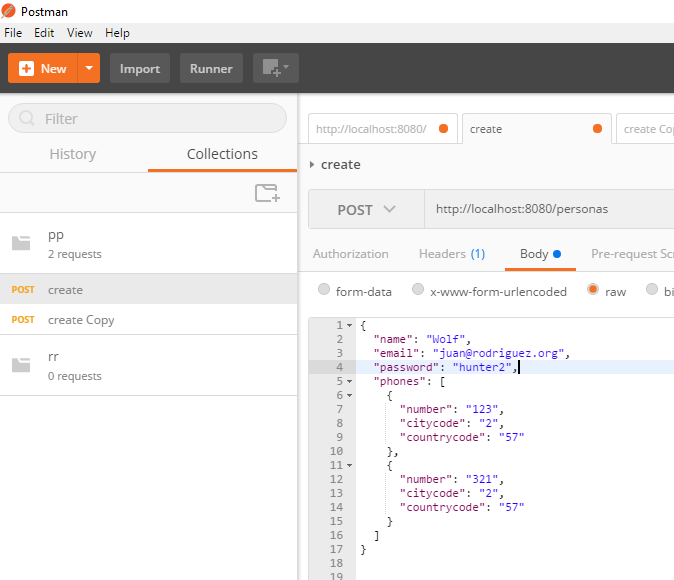 Postman
File Edit View Help
New Import Runner
Filter
History Collections
pp
2 requests
POST create
POST create Copy
rr
0 requests
http://localhost:8080/ create create Co
create
POST http://localhost:8080/personas
Authorization Headers (1) Body Pre-request Sc
form-data x-www-form-urlencoded raw bi
1 {
2 "name": "Wolf",
3 "email": "juan@rodriguez.org",
4 "password": "hunter2",
5 "phones": [
6 {
7 "number": "123",
8 "citycode": "2",
9 "countrycode": "57"
10 },
11 {
12 "number": "321",
13 "citycode": "2",
14 "countrycode": "57"
15 }
16 ]
17 }
18
19